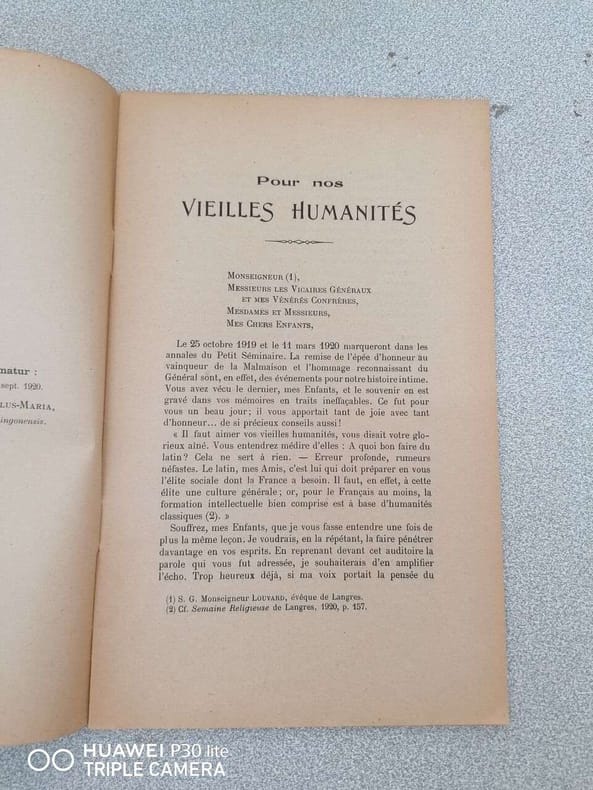 natur :
sept. 1920.
LUS-MARIA,
ingonensis.
Pour nos
VIEILLES HUMANITÉS
MONSEIGNEUR (1),
MESSIEURS LES VICAIRES GÉNÉRAUX
ET MES VÉNÉRÉS CONFRÈRES,
MESDAMES ET MESSIEURS,
MES CHERS ENFANTS,
Le 25 octobre 1919 et le 11 mars 1920 marqueront dans les
annales du Petit Séminaire. La remise de l'épée d'honneur au
vainqueur de la Malmaison et l'hommage reconnaissant du
Général sont, en effet, des événements pour notre histoire intime.
Vous avez vécu le dernier, mes Enfants, et le souvenir en est
gravé dans vos mémoires en traits ineffaçables. Ce fut pour
vous un beau jour ; il vous apportait tant de joie avec tant
d'honneur... de si précieux conseils aussi !
« Il faut aimer vos vieilles humanités, vous disait votre glo-
rieux aîné. Vous entendrez médire d'elles : A quoi bon faire du
latin ? Cela ne sert à rien. — Erreur profonde, rumeurs
néfastes. Le latin, mes Amis, c'est lui qui doit préparer en vous
l'élite sociale dont la France a besoin. Il faut, en effet, à cette
élite une culture générale ; or, pour le Français au moins, la
formation intellectuelle bien comprise est à base d'humanités
classiques (2). »
Souffrez, mes Enfants, que je vous fasse entendre une fois de
plus la même leçon. Je voudrais, en la répétant, la faire pénétrer
davantage en vos esprits. En reprenant devant cet auditoire la
parole qui vous fut adressée, je souhaiterais d'en amplifier
l'écho. Trop heureux déjà, si ma voix portait la pensée du
(1) S. G. Monseigneur LOUVARD, évêque de Langres.
(2) Cf. Semaine Religieuse de Langres, 1920, p. 157.
HUAWEI P30 lite
TRIPLE CAMERA